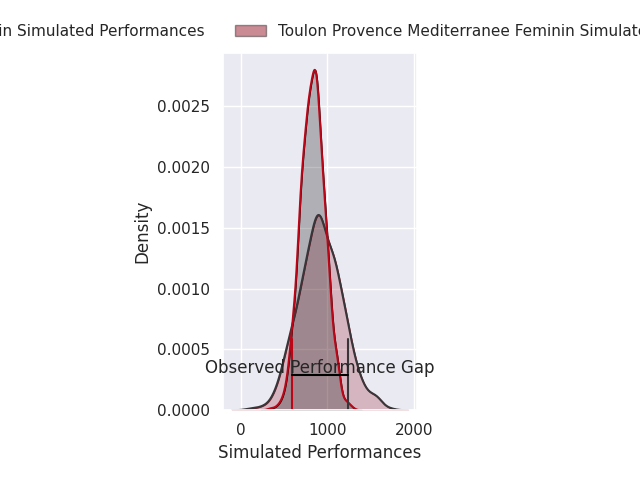 in Simulated Performances
Toulon Provence Mediterranee Feminin Simulate
0.0025
0.0020
0.0015
0.0010
0.0005
0.0000
Density
Observed Performance Gap
0
1000
2000
Simulated Performances